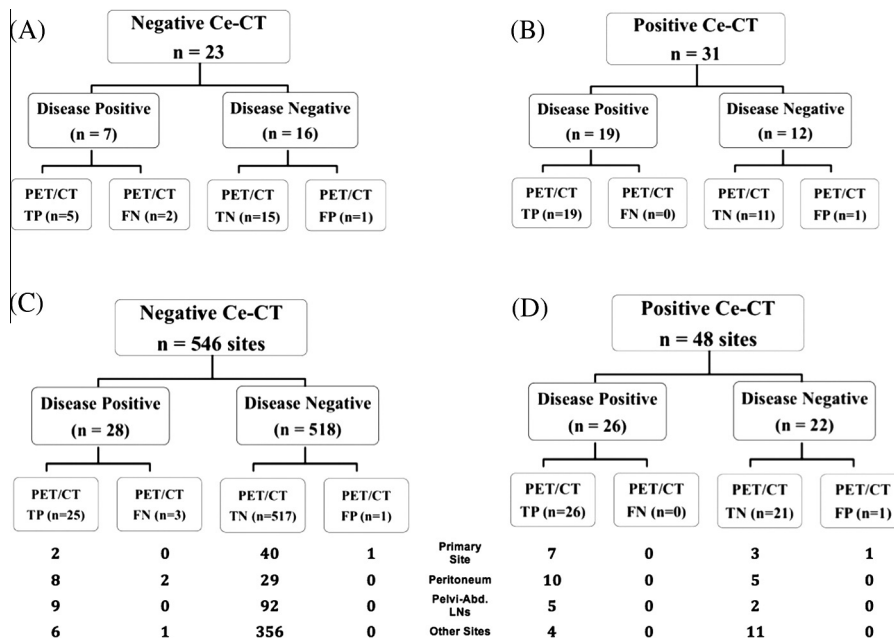 (A)
Negative Ce-CT
n = 23
Disease Positive
(n = 7)
Disease Negative
(n = 16)
PET/CT
TP (n=5)
PET/CT
FN (n=2)
PET/CT
TN (n=15)
PET/CT
FP (n=1)
(B)
Positive Ce-CT
n = 31
Disease Positive
(n = 19)
Disease Negative
(n = 12)
PET/CT
TP (n=19)
PET/CT
FN (n=0)
PET/CT
TN (n=11)
PET/CT
FP (n=1)
(C)
Negative Ce-CT
n = 546 sites
Disease Positive
(n = 28)
Disease Negative
(n = 518)
PET/CT
TP (n=25)
PET/CT
FN (n=3)
PET/CT
TN (n=517)
PET/CT
FP (n=1)
(D)
Positive Ce-CT
n = 48 sites
Disease Positive
(n = 26)
Disease Negative
(n = 22)
PET/CT
TP (n=26)
PET/CT
FN (n=0)
PET/CT
TN (n=21)
PET/CT
FP (n=1)
2 0 40 1 Primary Site 7 0 3 1
8 2 29 0 Peritoneum 10 0 5 0
9 0 92 0 Pelvi-Abd. LNs 5 0 2 0
6 1 356 0 Other Sites 4 0 11 0